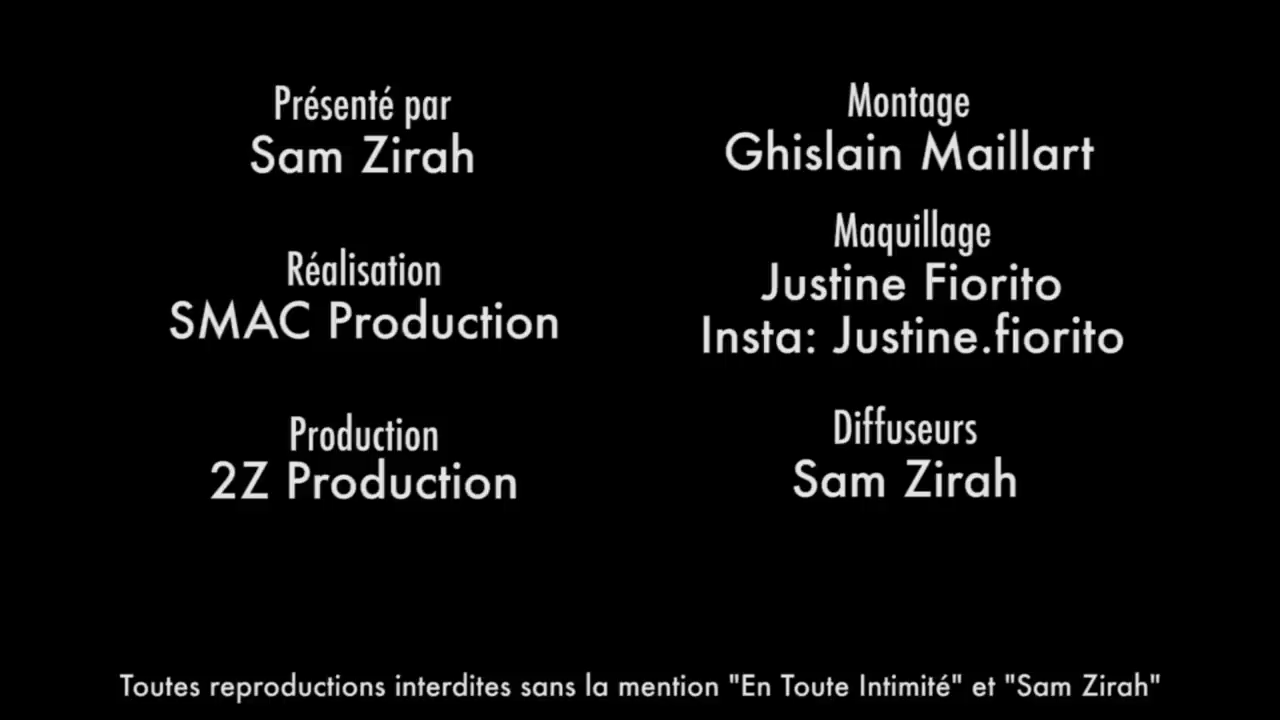 Présenté par
Sam Zirah
Réalisation
SMAC Production
Production
2Z Production
Montage
Ghislain Maillart
Maquillage
Justine Fiorito
Insta: Justine.fiorito
Diffuseurs
Sam Zirah
Toutes reproductions interdites sans la mention "En Toute Intimité" et "Sam Zirah"